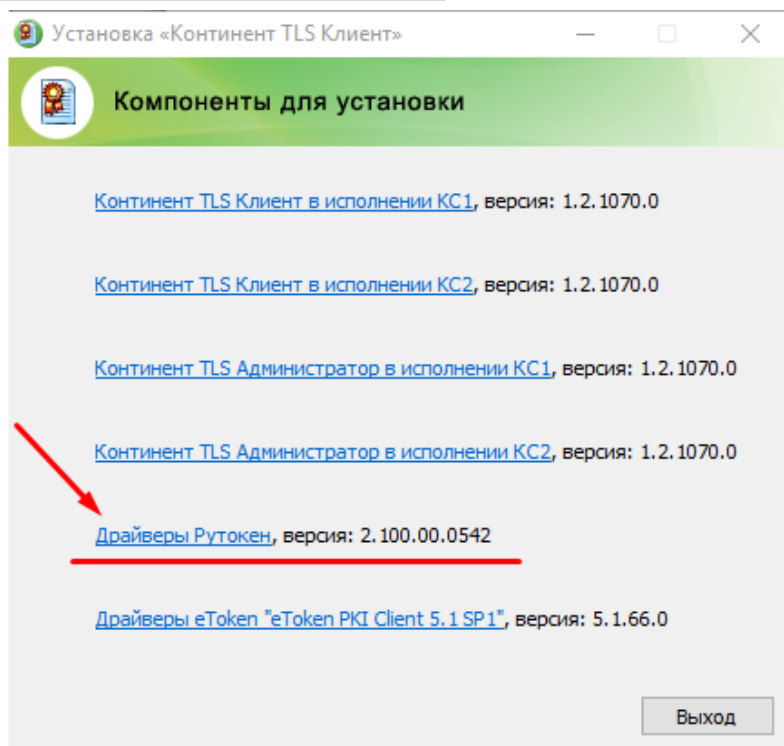 Установка «Континент TLS Клиент»
Компоненты для установки
Континент TLS Клиент в исполнении КС1, версия: 1.2.1070.0
Континент TLS Клиент в исполнении КС2, версия: 1.2.1070.0
Континент TLS Администратор в исполнении КС1, версия: 1.2.1070.0
Континент TLS Администратор в исполнении КС2, версия: 1.2.1070.0
Драйверы Рутокен, версия: 2.100.00.0542
Драйверы eToken "eToken PKI Client 5.1 SP1", версия: 5.1.66.0
Выход